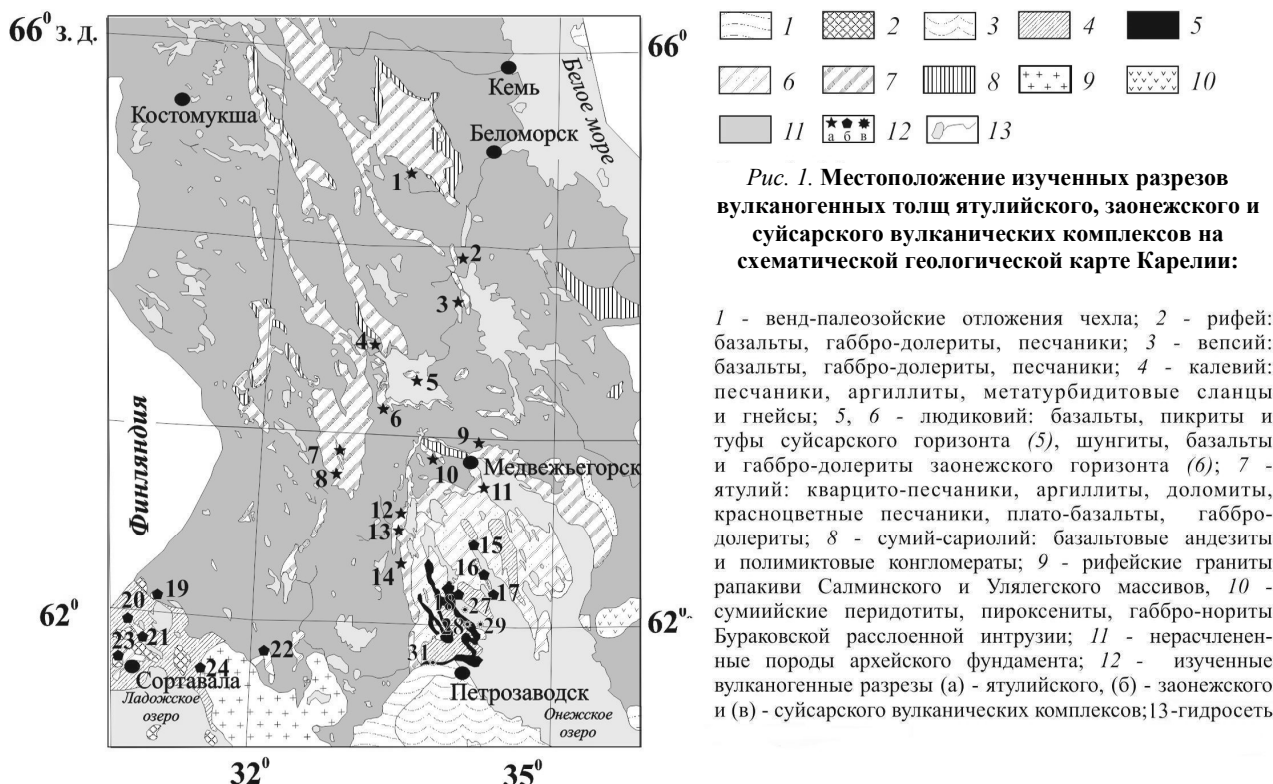 66⁰ з. д.
66⁰
Кемь
Костомукша
Белое море
Беломорск
1
2
3
4
5
6
7
8
9
10
Медвежьегорск
11
12
13
14
15
16
17
Финляндия
19
20
21
22
23
24
27
28
29
31
62⁰
62⁰
Сортавала
Ладожское
озеро
Петрозаводск
Онежское
озеро
32⁰
35⁰
1 2 3 4 5
6 7 8 9 10
11 а б в 12 13
Рис. 1. Местоположение изученных разрезов
вулканогенных толщ ятулийского, заонежского и
суйсарского вулканических комплексов на
схематической геологической карте Карелии:
1 - венд-палеозойские отложения чехла; 2 - рифей:
базальты, габбро-долериты, песчаники; 3 - вепсий:
базальты, габбро-долериты, песчаники; 4 - калевий:
песчаники, аргиллиты, метатурбидитовые сланцы
и гнейсы; 5, 6 - людиковий: базальты, пикриты и
туфы суйсарского горизонта (5), шунгиты, базальты
и габбро-долериты заонежского горизонта (6); 7 -
ятулий: кварцито-песчаники, аргиллиты, доломиты,
красноцветные песчаники, плато-базальты, габбро-
долериты; 8 - сумий-сариолий: базальтовые андезиты
и полимиктовые конгломераты; 9 - рифейские граниты
рапакиви Салминского и Улялегского массивов, 10 -
сумиийские перидотиты, пироксениты, габбро-нориты
Бураковской расслоенной интрузии; 11 - нерасчленен-
ные породы архейского фундамента; 12 - изученные
вулканогенные разрезы (а) - ятулийского, (б) - заонежского
и (в) - суйсарского вулканических комплексов;13-гидросеть